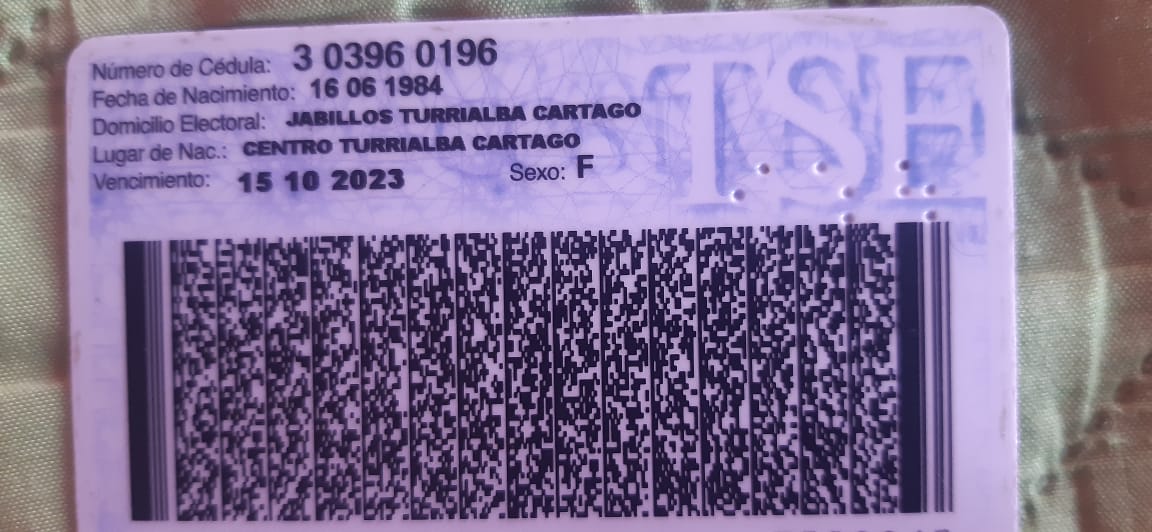 Número de Cédula: 3 0396 0196
Fecha de Nacimiento: 16 06 1984
Domicilio Electoral: JABILLOS TURRIALBA CARTAGO
Lugar de Nac.: CENTRO TURRIALBA CARTAGO
Vencimiento: 15 10 2023 Sexo: F
TSE